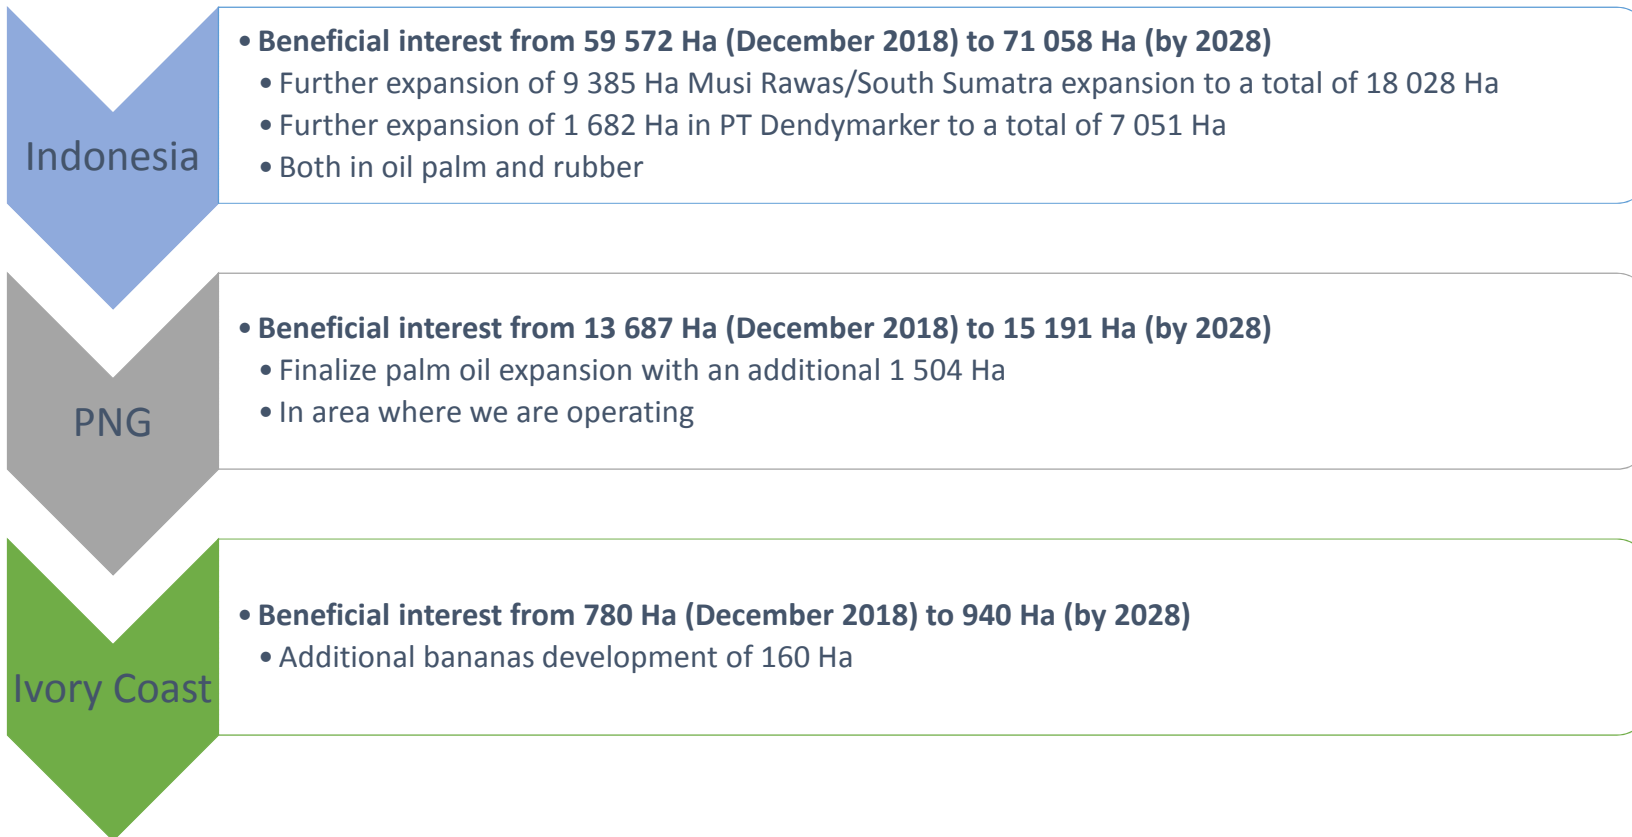 Indonesia
• Beneficial interest from 59 572 Ha (December 2018) to 71 058 Ha (by 2028)
• Further expansion of 9 385 Ha Musi Rawas/South Sumatra expansion to a total of 18 028 Ha
• Further expansion of 1 682 Ha in PT Dendymarker to a total of 7 051 Ha
• Both in oil palm and rubber
PNG
• Beneficial interest from 13 687 Ha (December 2018) to 15 191 Ha (by 2028)
• Finalize palm oil expansion with an additional 1 504 Ha
• In area where we are operating
Ivory Coast
• Beneficial interest from 780 Ha (December 2018) to 940 Ha (by 2028)
• Additional bananas development of 160 Ha